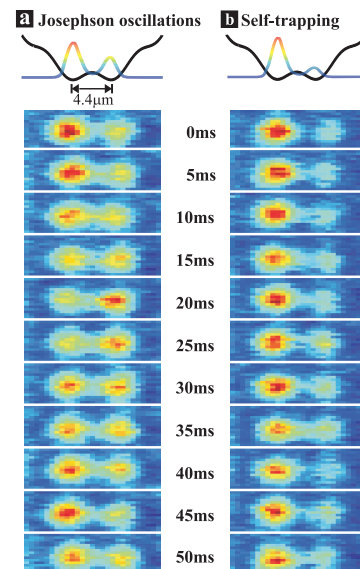 a Josephson oscillations
b Self-trapping
4.4µm
0ms
5ms
10ms
15ms
20ms
25ms
30ms
35ms
40ms
45ms
50ms